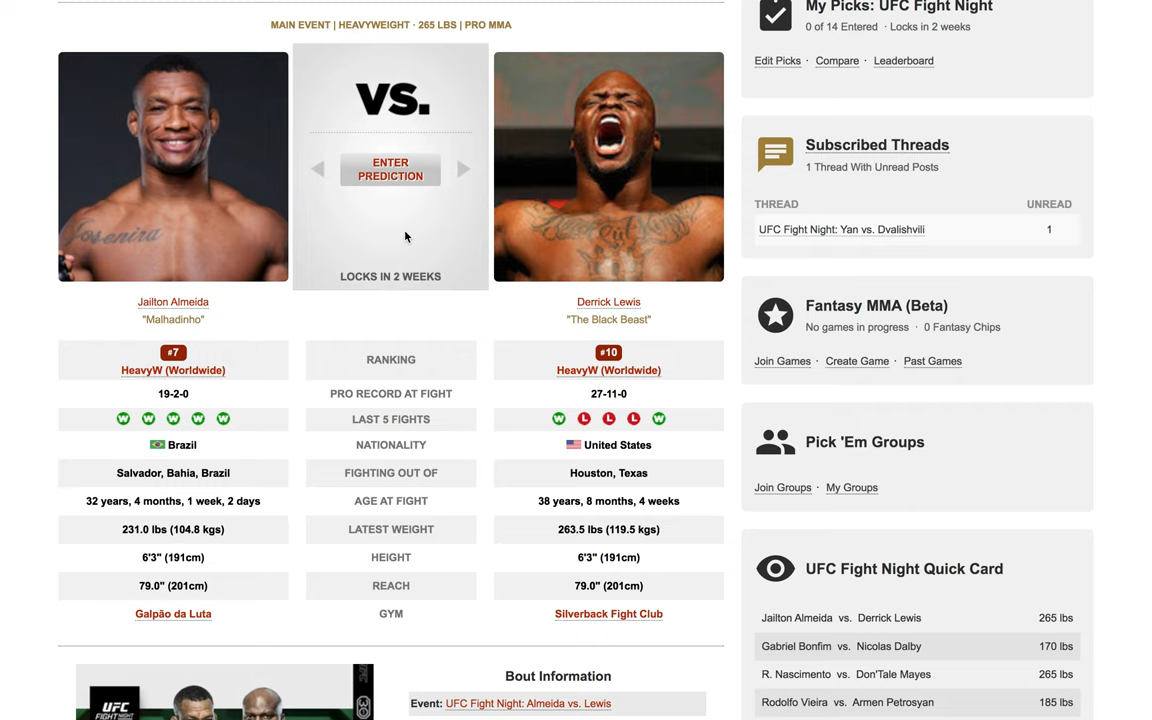 MAIN EVENT | HEAVYWEIGHT · 265 LBS | PRO MMA
VS.
ENTER
PREDICTION
LOCKS IN 2 WEEKS
Jailton Almeida
"Malhadinho"
Derrick Lewis
"The Black Beast"
#7
HeavyW (Worldwide)
RANKING
#10
HeavyW (Worldwide)
19-2-0 PRO RECORD AT FIGHT 27-11-0
W W W W W LAST 5 FIGHTS W L L L W
Brazil NATIONALITY United States
Salvador, Bahia, Brazil FIGHTING OUT OF Houston, Texas
32 years, 4 months, 1 week, 2 days AGE AT FIGHT 38 years, 8 months, 4 weeks
231.0 lbs (104.8 kgs) LATEST WEIGHT 263.5 lbs (119.5 kgs)
6'3" (191cm) HEIGHT 6'3" (191cm)
79.0" (201cm) REACH 79.0" (201cm)
Galpão da Luta GYM Silverback Fight Club
UFC
FIGHT NIGHT
Bout Information
Event: UFC Fight Night: Almeida vs. Lewis
My Picks: UFC Fight Night
0 of 14 Entered · Locks in 2 weeks
Edit Picks · Compare · Leaderboard
Subscribed Threads
1 Thread With Unread Posts
THREAD UNREAD
UFC Fight Night: Yan vs. Dvalishvili 1
Fantasy MMA (Beta)
No games in progress · 0 Fantasy Chips
Join Games · Create Game · Past Games
Pick 'Em Groups
Join Groups · My Groups
UFC Fight Night Quick Card
Jailton Almeida vs. Derrick Lewis 265 lbs
Gabriel Bonfim vs. Nicolas Dalby 170 lbs
R. Nascimento vs. Don'Tale Mayes 265 lbs
Rodolfo Vieira vs. Armen Petrosyan 185 lbs